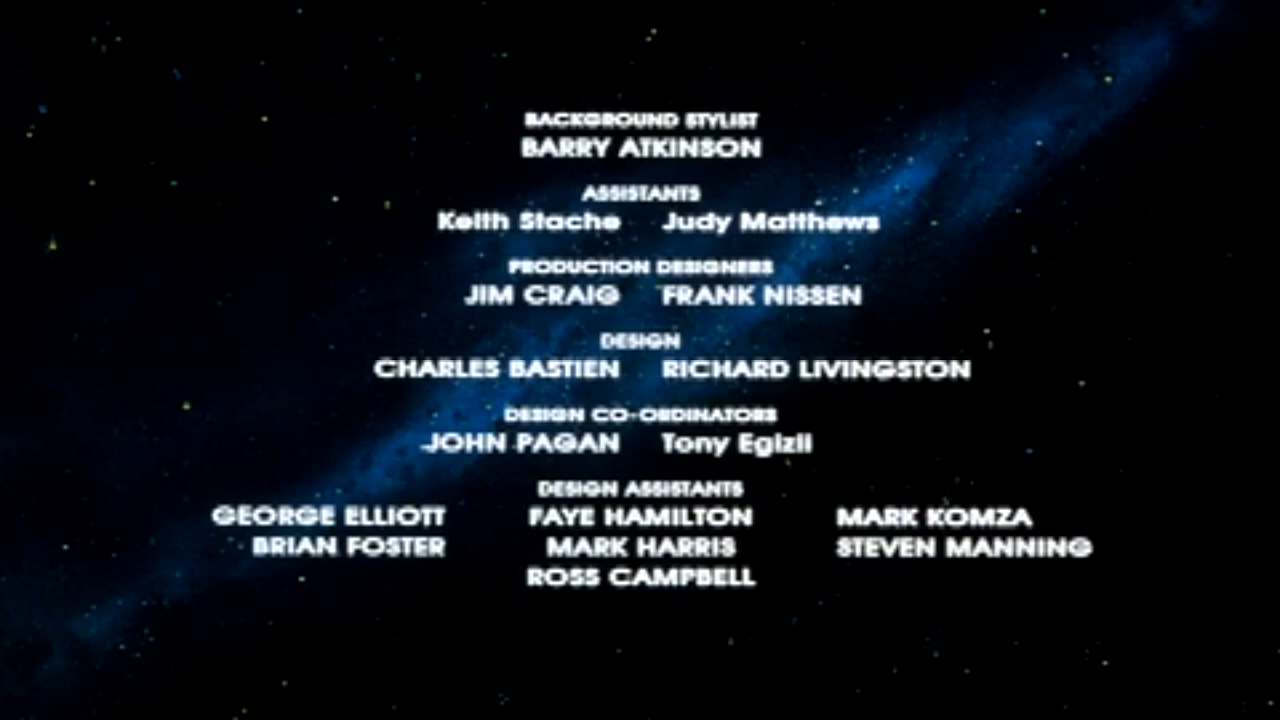 BACKGROUND STYLIST
BARRY ATKINSON
ASSISTANTS
Keith Stache Judy Matthews
PRODUCTION DESIGNERS
JIM CRAIG FRANK NISSEN
DESIGN
CHARLES BASTIEN RICHARD LIVINGSTON
DESIGN CO-ORDINATORS
JOHN PAGAN Tony Egizii
DESIGN ASSISTANTS
GEORGE ELLIOTT FAYE HAMILTON MARK KOMZA
BRIAN FOSTER MARK HARRIS STEVEN MANNING
ROSS CAMPBELL